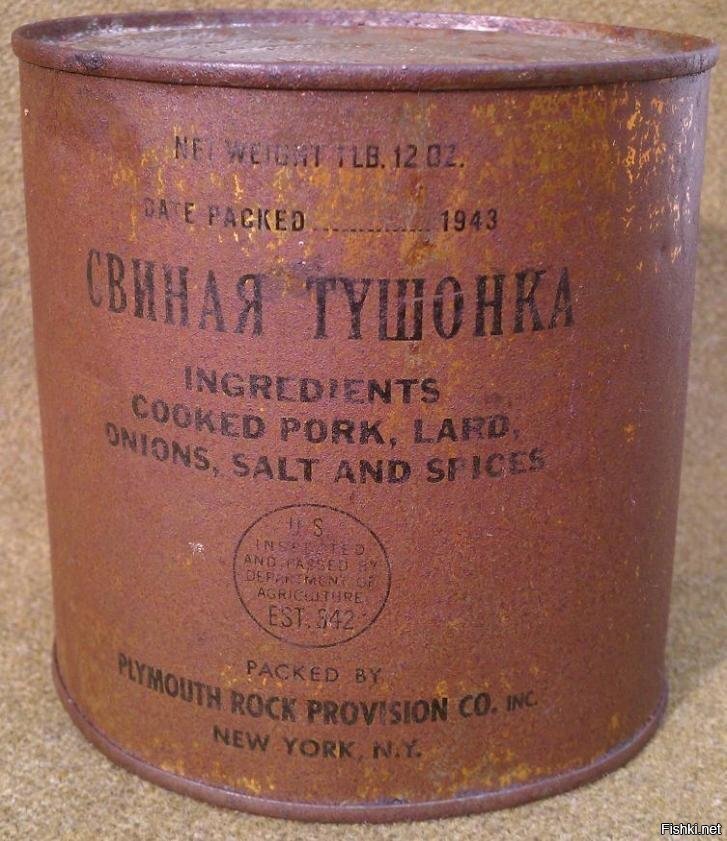 NET WEIGHT 1 LB. 12 OZ.
DATE PACKED .............. 1943
СВИНАЯ ТУШОНКА
INGREDIENTS
COOKED PORK, LARD,
ONIONS, SALT AND SPICES
U.S.
INSPECTED
AND PASSED BY
DEPARTMENT OF
AGRICULTURE
EST. 542
PACKED BY
PLYMOUTH ROCK PROVISION CO. INC.
NEW YORK, N.Y.
Fishki.net